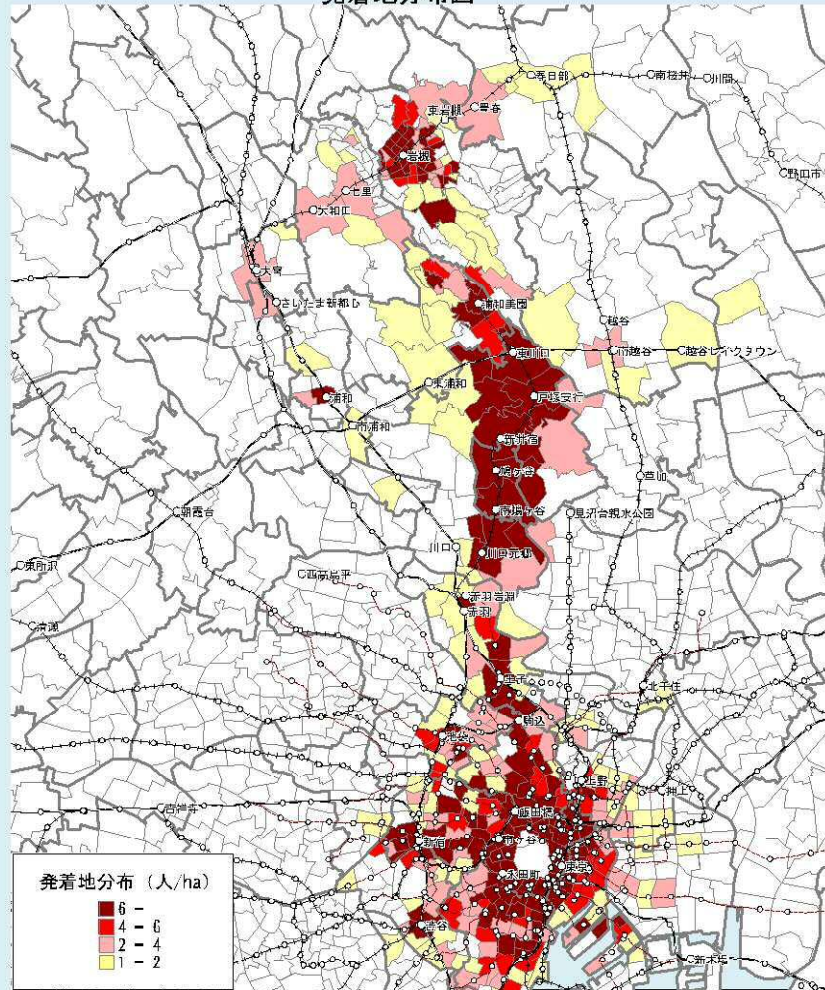 発着地分布図
春日部
南桜井
川間
東岩槻
豊春
岩槻
野田市
七里
大和田
大宮
さいたま新都心
浦和美園
越谷
東川口
南越谷
越谷レイクタウン
東浦和
戸塚安行
浦和
南浦和
新井宿
鳩ヶ谷
草加
朝霞台
南鳩ヶ谷
見沼台親水公園
川口
川口元郷
東所沢
西高島平
赤羽岩淵
赤羽
清瀬
王子
北千住
駒込
池袋
上野
押上
吉祥寺
飯田橋
新宿
市ヶ谷
東京
永田町
渋谷
新木場
発着地分布 (人/ha)
6 -
4 - 6
2 - 4
1 - 2